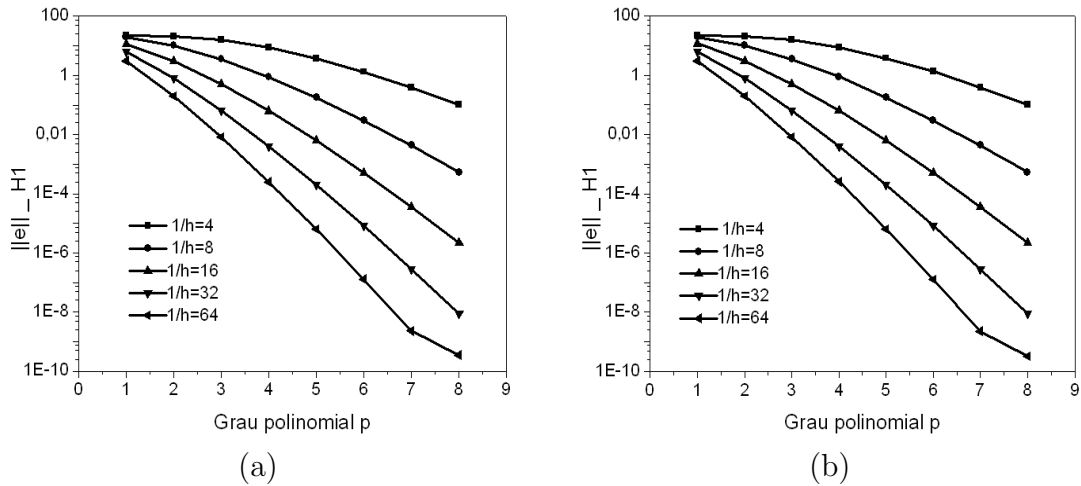 100
1
0,01
1E-4
1E-6
1E-8
1E-10
||e||_H1
1/h=4
1/h=8
1/h=16
1/h=32
1/h=64
0 1 2 3 4 5 6 7 8 9
Grau polinomial p
(a)
100
1
0,01
1E-4
1E-6
1E-8
1E-10
||e||_H1
1/h=4
1/h=8
1/h=16
1/h=32
1/h=64
0 1 2 3 4 5 6 7 8 9
Grau polinomial p
(b)